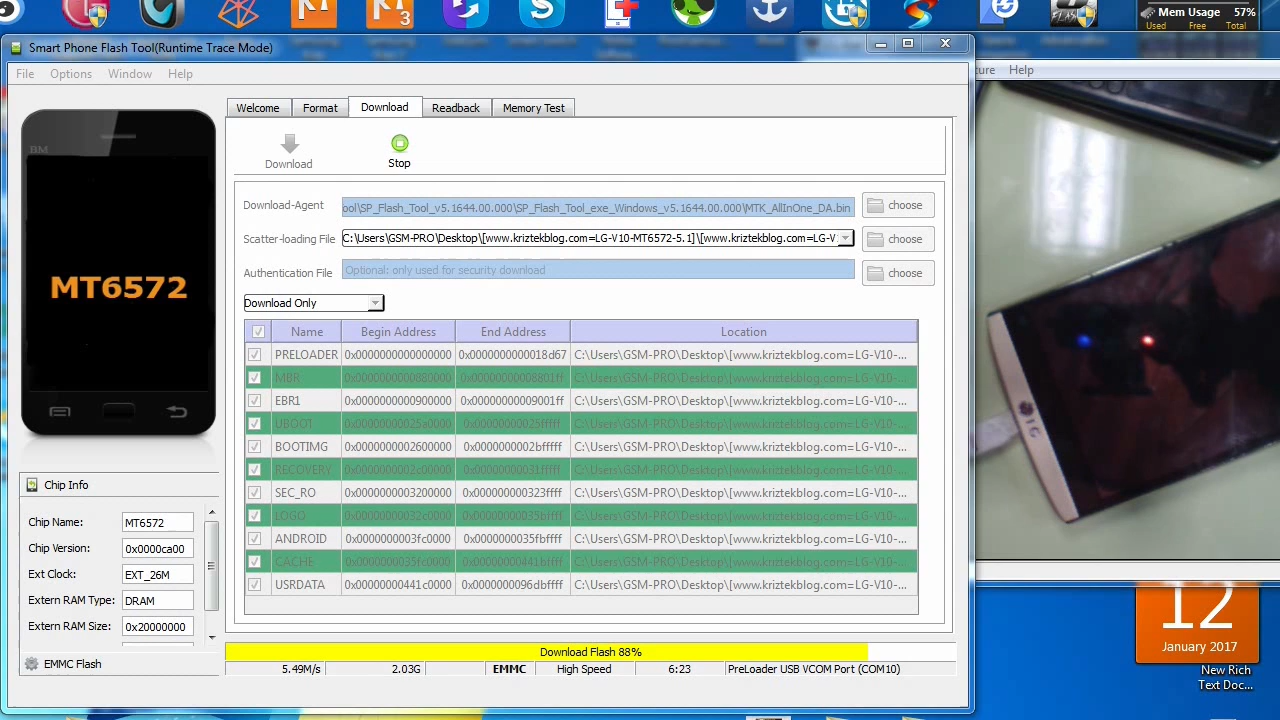 Mem Usage 57%
Used Free Total
Smart Phone Flash Tool(Runtime Trace Mode)
File Options Window Help
Help
Welcome Format Download Readback Memory Test
BM
MT6572
Download Stop
Download-Agent ool\SP_Flash_Tool_v5.1644.00.000\SP_Flash_Tool_exe_Windows_v5.1644.00.000\MTK_AllInOne_DA.bin choose
Scatter-loading File C:\Users\GSM-PRO\Desktop\[www.kriztekblog.com=LG-V10-MT6572-5.1]\[www.kriztekblog.com=LG-V: choose
Authentication File Optional: only used for security download choose
Download Only
Name Begin Address End Address Location
PRELOADER 0x0000000000000000 0x0000000000018d67 C:\Users\GSM-PRO\Desktop\[www.kriztekblog.com=LG-V10-...
MBR 0x0000000000880000 0x00000000008801ff C:\Users\GSM-PRO\Desktop\[www.kriztekblog.com=LG-V10-...
EBR1 0x0000000000900000 0x00000000009001ff C:\Users\GSM-PRO\Desktop\[www.kriztekblog.com=LG-V10-...
UBOOT 0x00000000025a0000 0x00000000025fffff C:\Users\GSM-PRO\Desktop\[www.kriztekblog.com=LG-V10-...
BOOTIMG 0x0000000002600000 0x0000000002bfffff C:\Users\GSM-PRO\Desktop\[www.kriztekblog.com=LG-V10-...
RECOVERY 0x0000000002c00000 0x00000000031fffff C:\Users\GSM-PRO\Desktop\[www.kriztekblog.com=LG-V10-...
SEC_RO 0x0000000003200000 0x000000000323ffff C:\Users\GSM-PRO\Desktop\[www.kriztekblog.com=LG-V10-...
LOGO 0x00000000032c0000 0x00000000035bffff C:\Users\GSM-PRO\Desktop\[www.kriztekblog.com=LG-V10-...
ANDROID 0x0000000003fc0000 0x0000000035fbffff C:\Users\GSM-PRO\Desktop\[www.kriztekblog.com=LG-V10-...
CACHE 0x0000000035fc0000 0x00000000441bffff C:\Users\GSM-PRO\Desktop\[www.kriztekblog.com=LG-V10-...
USRDATA 0x00000000441c0000 0x0000000096dbffff C:\Users\GSM-PRO\Desktop\[www.kriztekblog.com=LG-V10-...
Chip Info
Chip Name: MT6572
Chip Version: 0x0000ca00
Ext Clock: EXT_26M
Extern RAM Type: DRAM
Extern RAM Size: 0x20000000
EMMC Flash
Download Flash 88%
5.49M/s 2.03G EMMC High Speed 6:23 PreLoader USB VCOM Port (COM10)
LG
12
January 2017
New Rich
Text Doc...